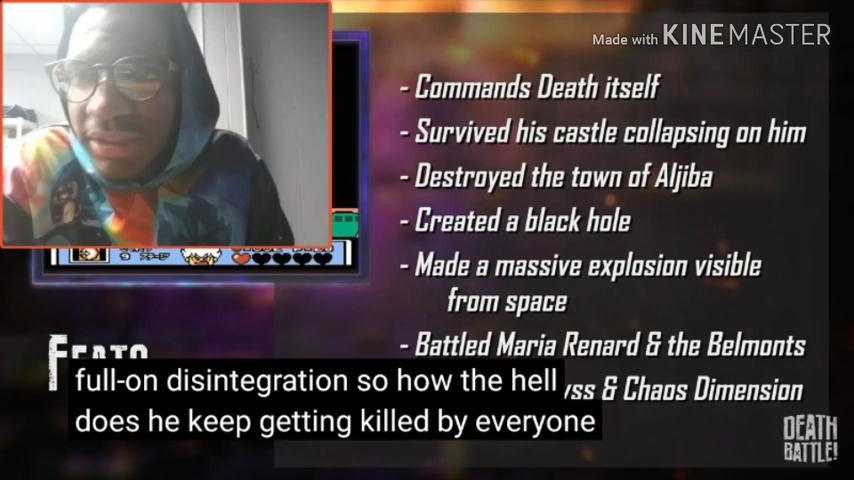 Made with KINEMASTER
- Commands Death itself
- Survived his castle collapsing on him
- Destroyed the town of Aljiba
- Created a black hole
- Made a massive explosion visible
from space
- Battled Maria Renard & the Belmonts
& Chaos Dimension
full-on disintegration so how the hell
does he keep getting killed by everyone
DEATH
BATTLE!